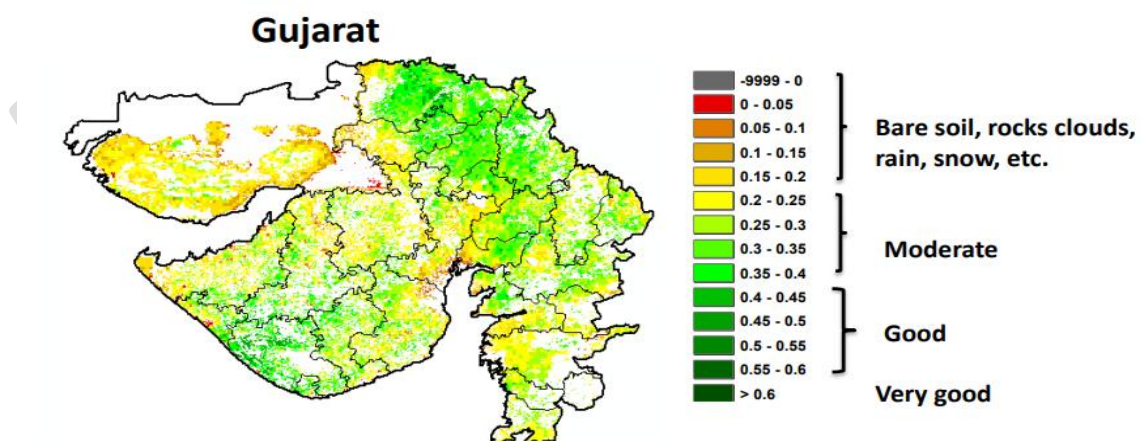 Gujarat
-9999 - 0
0 - 0.05
0.05 - 0.1
0.1 - 0.15
0.15 - 0.2
0.2 - 0.25
0.25 - 0.3
0.3 - 0.35
0.35 - 0.4
0.4 - 0.45
0.45 - 0.5
0.5 - 0.55
0.55 - 0.6
> 0.6
Bare soil, rocks clouds,
rain, snow, etc.
Moderate
Good
Very good